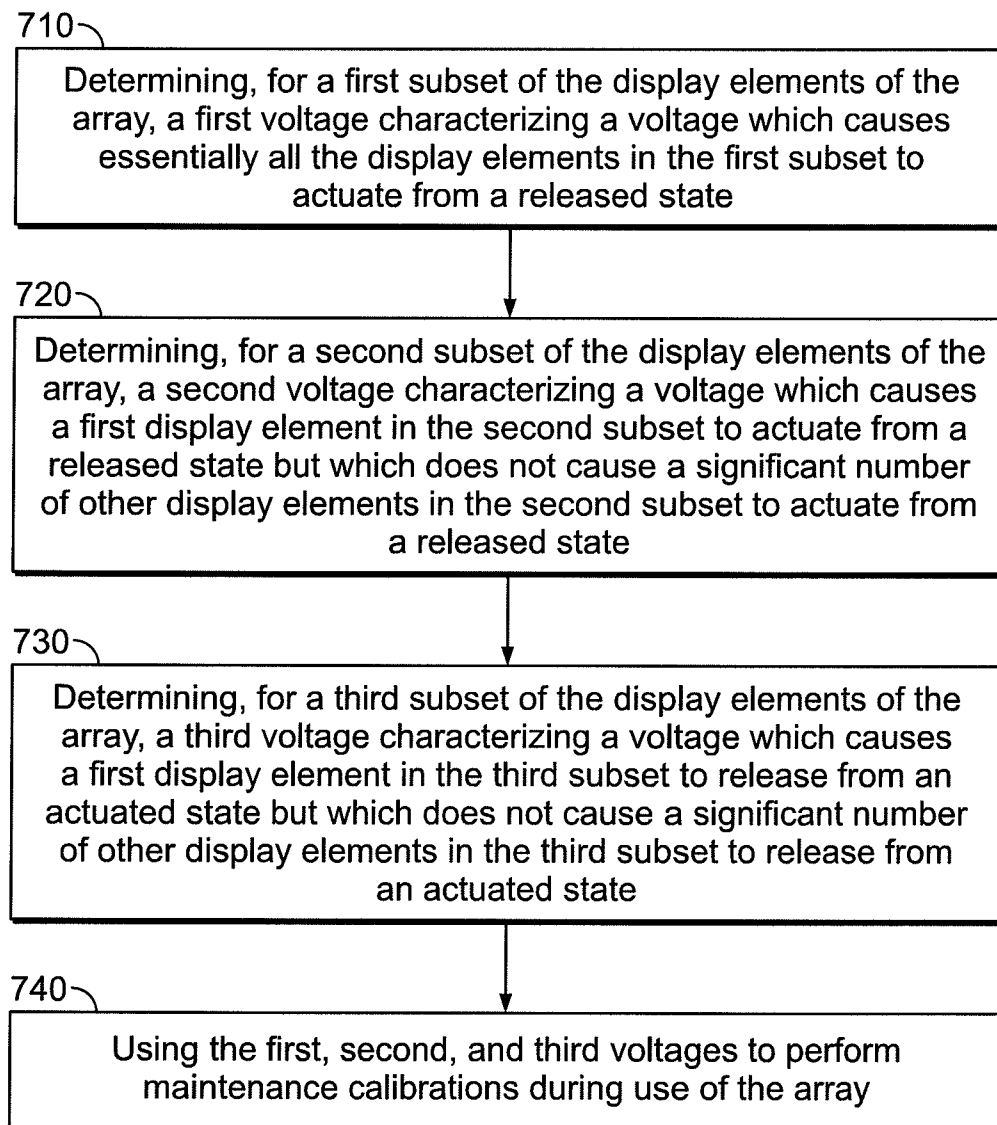 710
Determining, for a first subset of the display elements of the
array, a first voltage characterizing a voltage which causes
essentially all the display elements in the first subset to
actuate from a released state
720
Determining, for a second subset of the display elements of the
array, a second voltage characterizing a voltage which causes
a first display element in the second subset to actuate from a
released state but which does not cause a significant number
of other display elements in the second subset to actuate from
a released state
730
Determining, for a third subset of the display elements of the
array, a third voltage characterizing a voltage which causes
a first display element in the third subset to release from an
actuated state but which does not cause a significant number
of other display elements in the third subset to release from
an actuated state
740
Using the first, second, and third voltages to perform
maintenance calibrations during use of the array